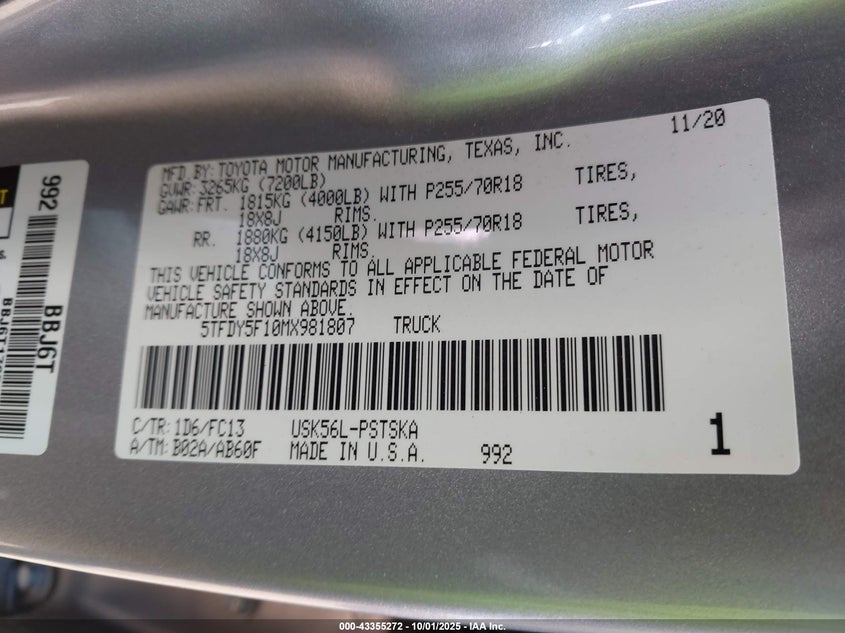 MFD. BY: TOYOTA MOTOR MANUFACTURING, TEXAS, INC. 11/20
GVWR: 3265KG (7200LB)
GAWR: FRT. 1815KG (4000LB) WITH P255/70R18 TIRES,
18X8J RIMS.
RR. 1880KG (4150LB) WITH P255/70R18 TIRES,
18X8J RIMS.
THIS VEHICLE CONFORMS TO ALL APPLICABLE FEDERAL MOTOR
VEHICLE SAFETY STANDARDS IN EFFECT ON THE DATE OF
MANUFACTURE SHOWN ABOVE.
5TFDY5F10MX981807 TRUCK
C/TR: 1D6/FC13 USK56L-PSTSKA
A/TM: B02A/AB60F MADE IN U.S.A. 992
1
992
BBJ6T
000-43355272 - 10/01/2025 - IAA Inc.